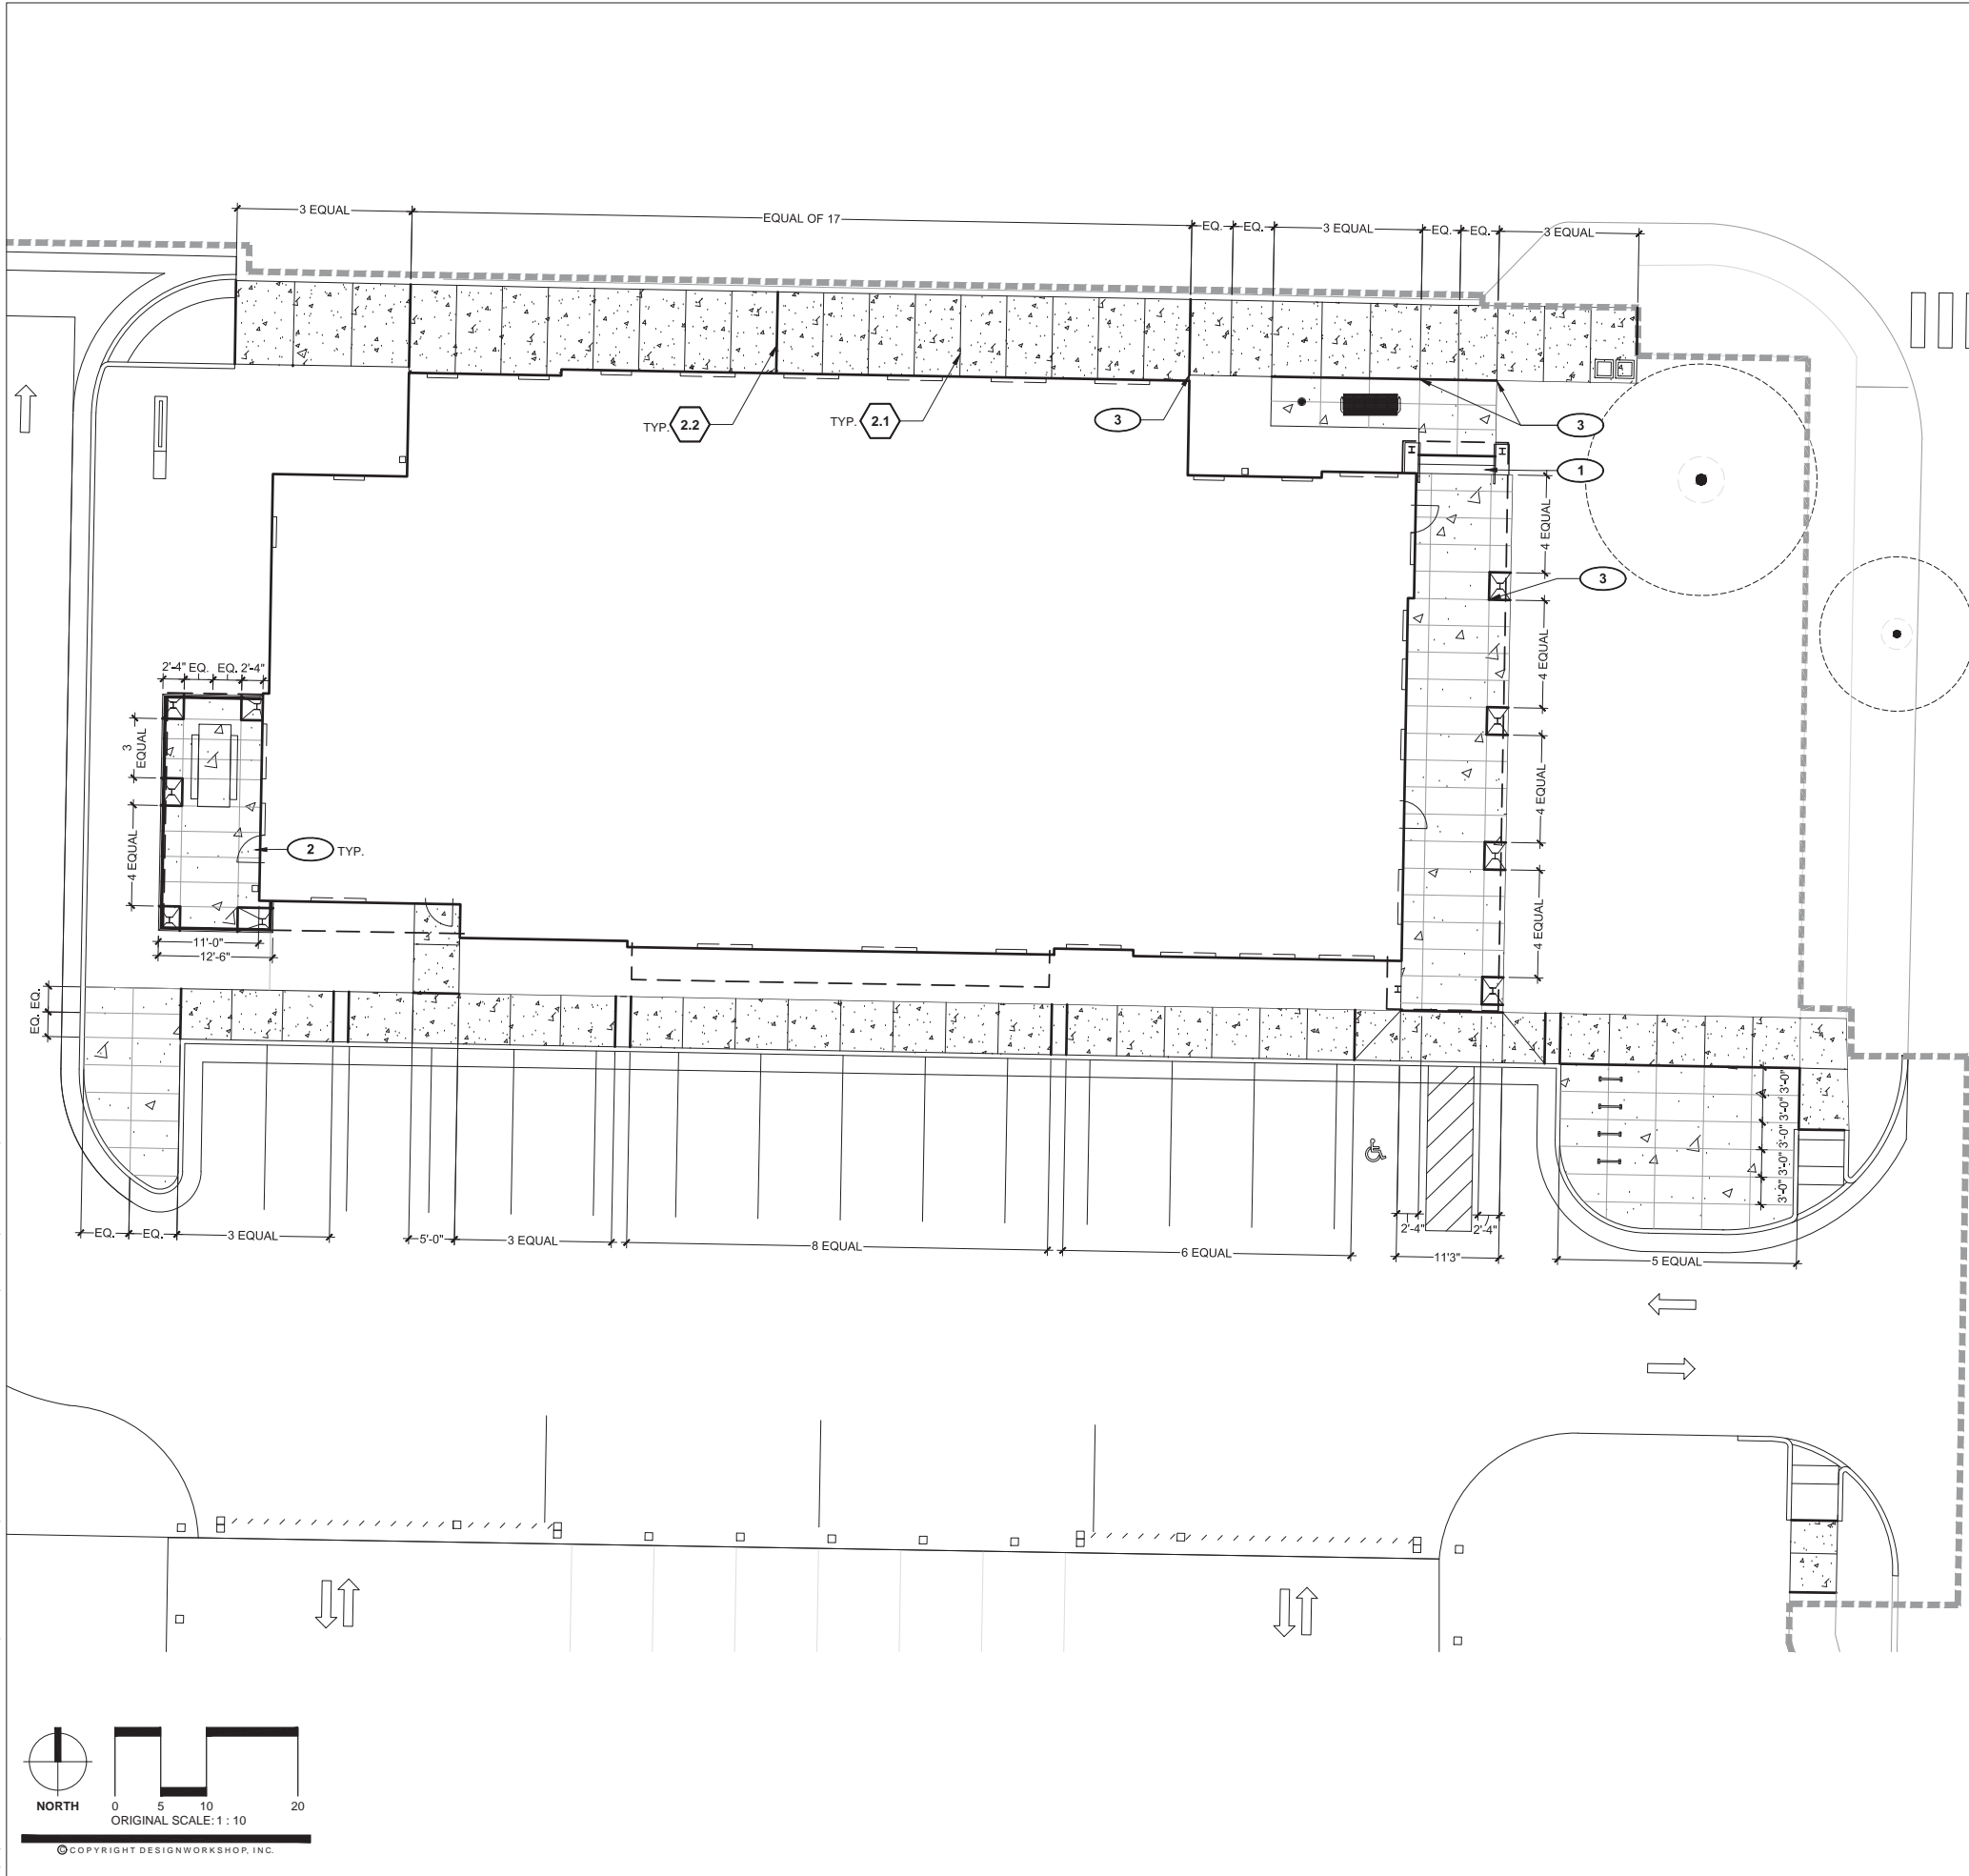 3 EQUAL
EQUAL OF 17
EQ.
EQ.
3 EQUAL
EQ.
EQ.
3 EQUAL
TYP.
2.2
TYP.
2.1
3
3
1
4 EQUAL
3
4 EQUAL
2'-4"
EQ.
EQ.
2'-4"
3
EQUAL
4 EQUAL
4 EQUAL
2
TYP.
4 EQUAL
11'-0"
12'-6"
EQ.
EQ.
3'-0"
3'-0"
3'-0"
3'-0"
3'-0"
EQ.
EQ.
3 EQUAL
5'-0"
3 EQUAL
8 EQUAL
6 EQUAL
2'-4"
2'-4"
11'3"
5 EQUAL
NORTH
0 5 10 20
ORIGINAL SCALE: 1 : 10
© COPYRIGHT DESIGNWORKSHOP, INC.